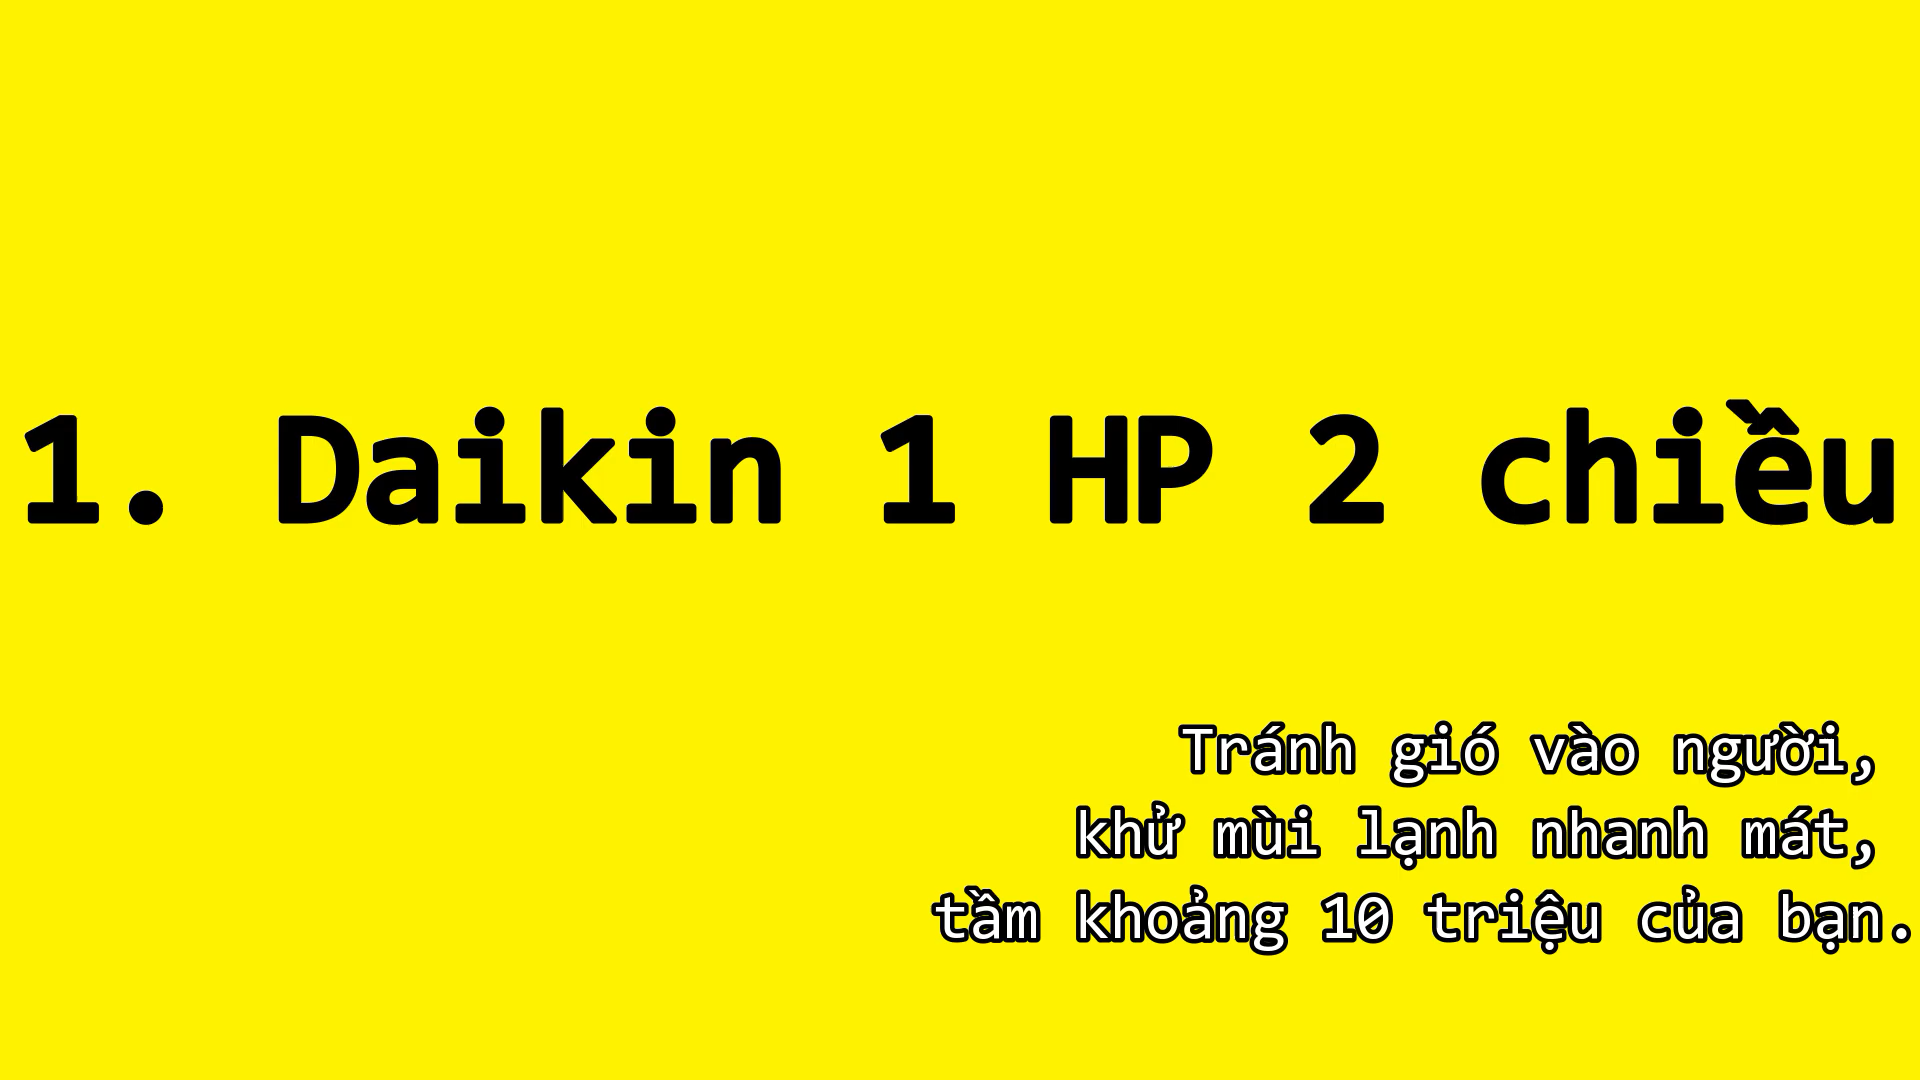 1. Daikin 1 HP 2 chiều
Tránh gió vào người,
khử mùi lạnh nhanh mát,
tầm khoảng 10 triệu của bạn.